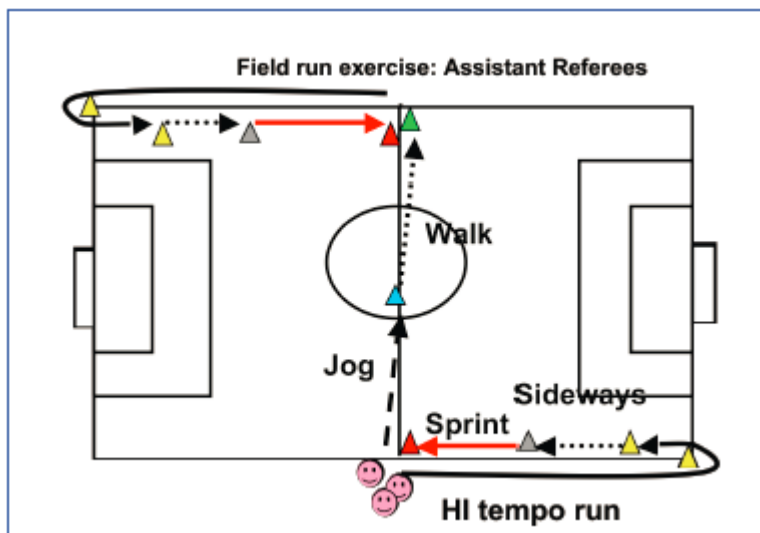 Field run exercise: Assistant Referees
Walk
Jog
Sideways
Sprint
HI tempo run